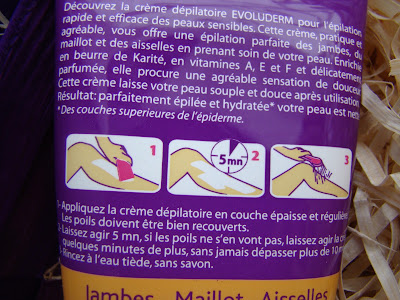 Découvrez la crème dépilatoire EVOLUDERM pour l'épilation
rapide et efficace des peaux sensibles. Cette crème, pratique et
agréable, vous offre une épilation parfaite des jambes, du
maillot et des aisselles en prenant soin de votre peau. Enrichie
en beurre de Karité, en vitamines A, E et F et délicatement
parfumée, elle procure une agréable sensation de douceur.
Cette crème laisse votre peau souple et douce après utilisation.
Résultat: parfaitement épilée et hydratée* votre peau est nette
*Des couches superieures de l'épiderme.
1 5 mn 2 3
Appliquez la crème dépilatoire en couche épaisse et régulière
Les poils doivent être bien recouverts.
Laissez agir 5 mn, si les poils ne s'en vont pas, laissez agir la
quelques minutes de plus, sans jamais dépasser plus de 10
Rincez à l'eau tiède, sans savon.
Jambes Maillot Aisselles